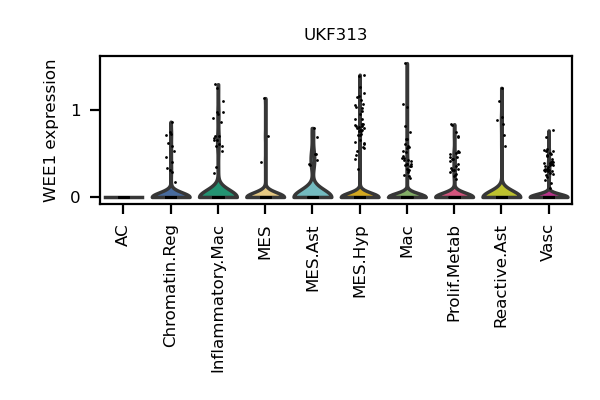 UKF313
WEE1 expression
1
0
AC
Chromatin.Reg
Inflammatory.Mac
MES
MES.Ast
MES.Hyp
Mac
Prolif.Metab
Reactive.Ast
Vasc